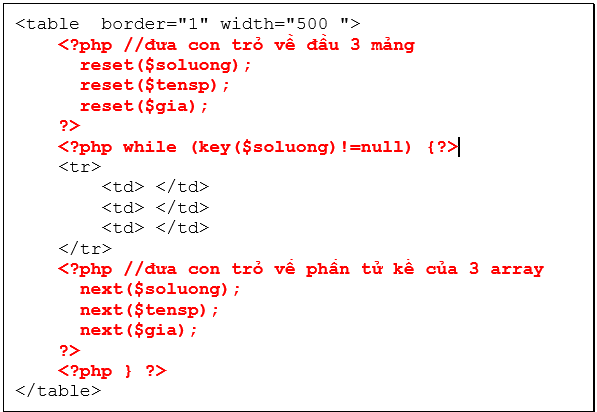 <table  border="1" width="500 ">
    <?php //đưa con trỏ về đầu 3 mảng
      reset($soluong);
      reset($tensp);
      reset($gia);
    ?>
    <?php while (key($soluong)!=null) {?>
    <tr>
        <td> </td>
        <td> </td>
        <td> </td>
    </tr>
    <?php //đưa con trỏ về phần tử kế của 3 array
      next($soluong);
      next($tensp);
      next($gia);
    ?>
    <?php } ?>
</table>